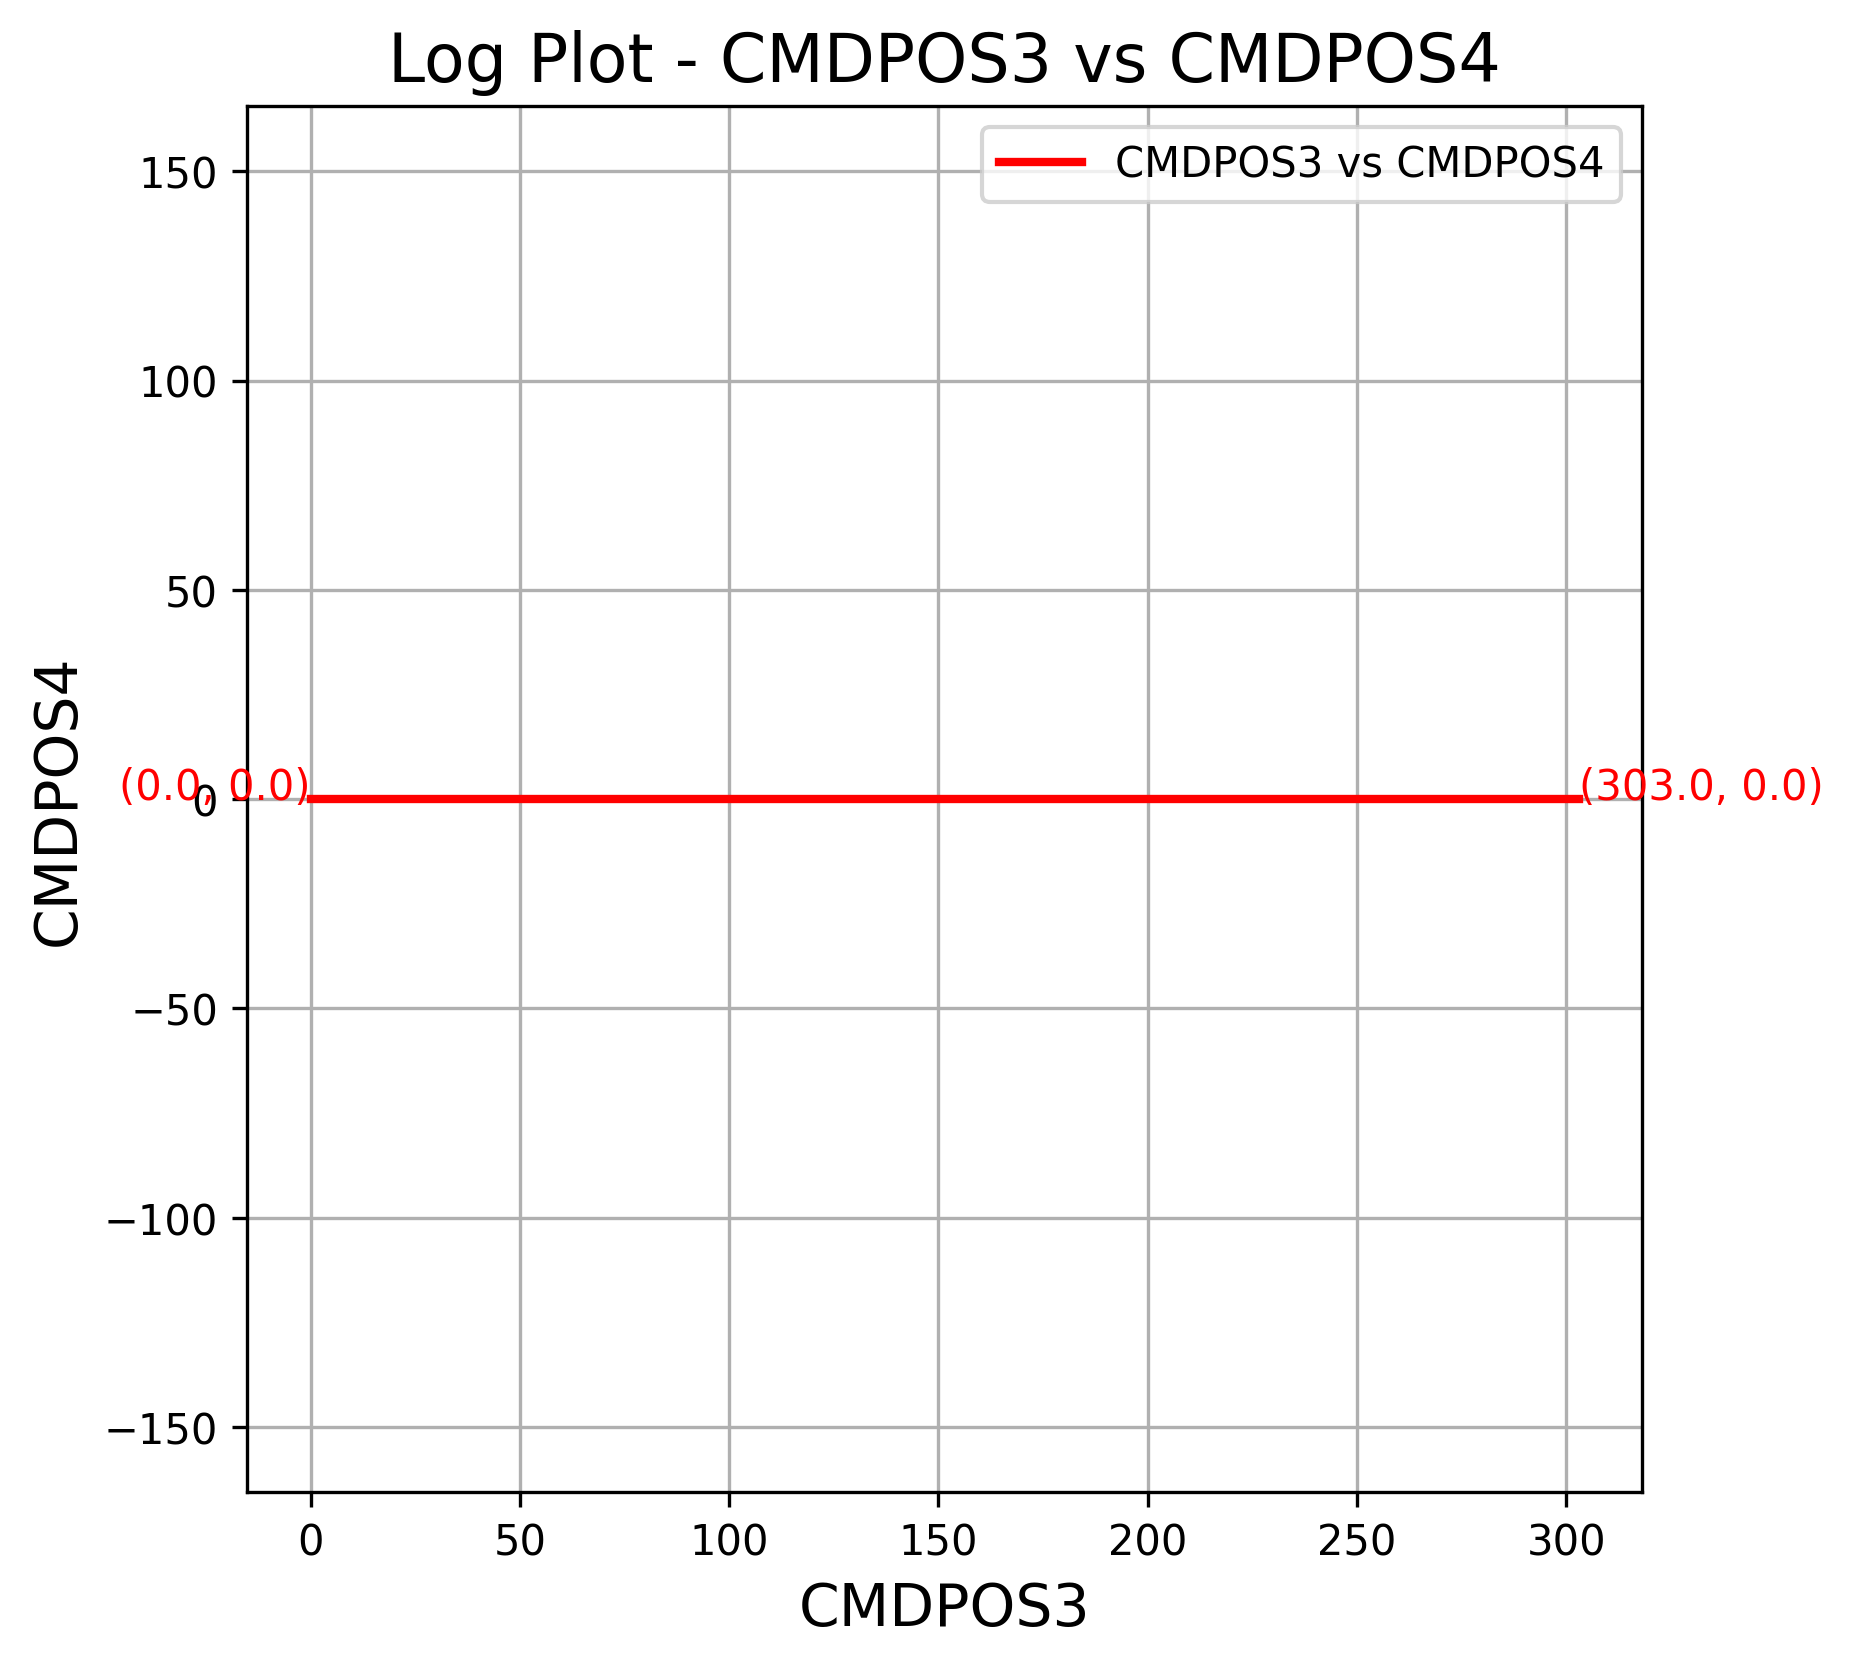 Log Plot - CMDPOS3 vs CMDPOS4
CMDPOS3 vs CMDPOS4
150
100
50
0
−50
−100
−150
CMDPOS4
(0.0, 0.0)
(303.0, 0.0)
0 50 100 150 200 250 300
CMDPOS3